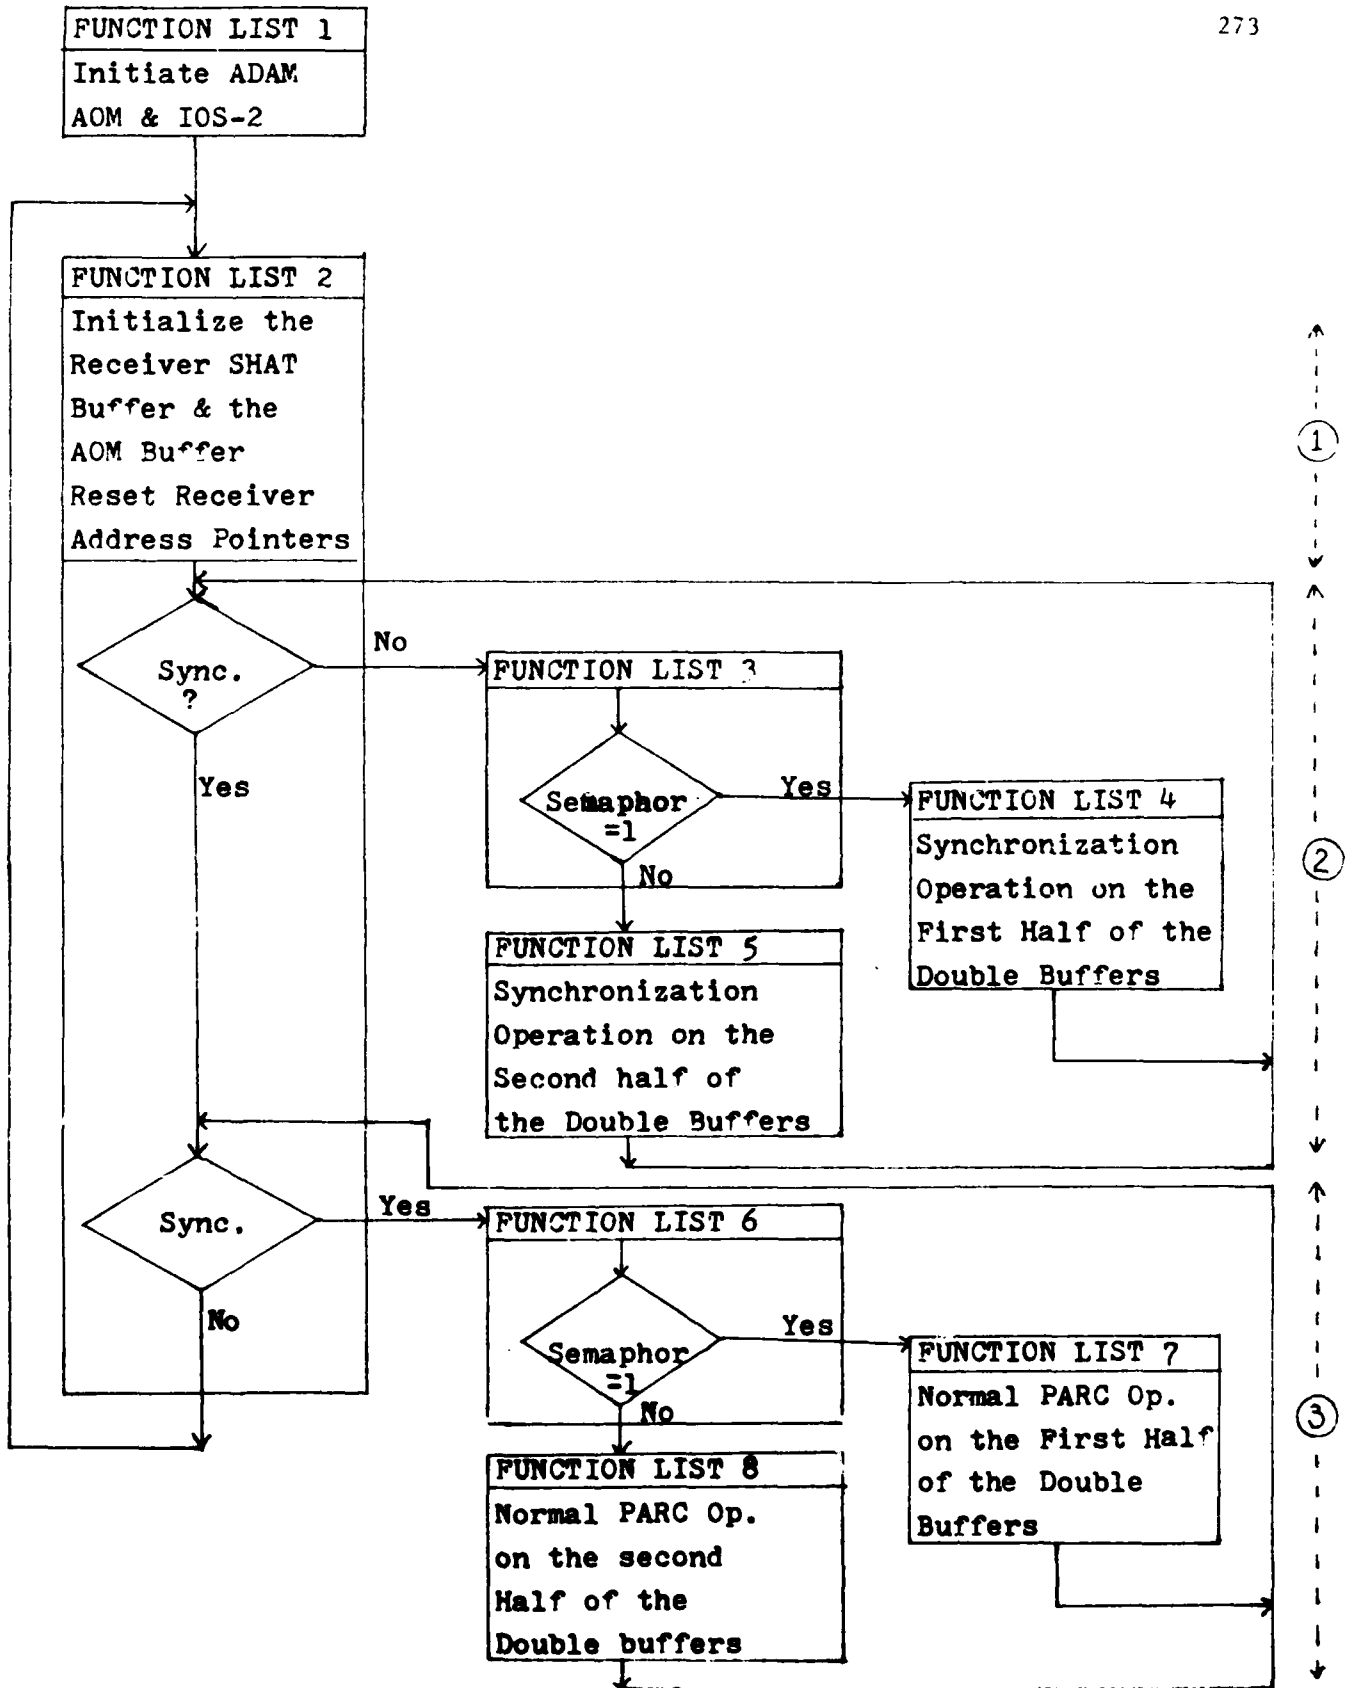 273
FUNCTION LIST 1
Initiate ADAM
AOM & IOS-2
FUNCTION LIST 2
Initialize the
Receiver SHAT
Buffer & the
AOM Buffer
Reset Receiver
Address Pointers
1
Sync.
?
No
Yes
FUNCTION LIST 3
Semaphor
=1
Yes
No
FUNCTION LIST 4
Synchronization
Operation on the
First Half of the
Double Buffers
2
FUNCTION LIST 5
Synchronization
Operation on the
Second half of
the Double Buffers
Sync.
Yes
No
FUNCTION LIST 6
Semaphor
=1
Yes
No
FUNCTION LIST 7
Normal PARC Op.
on the First Half
of the Double
Buffers
3
FUNCTION LIST 8
Normal PARC Op.
on the second
Half of the
Double buffers